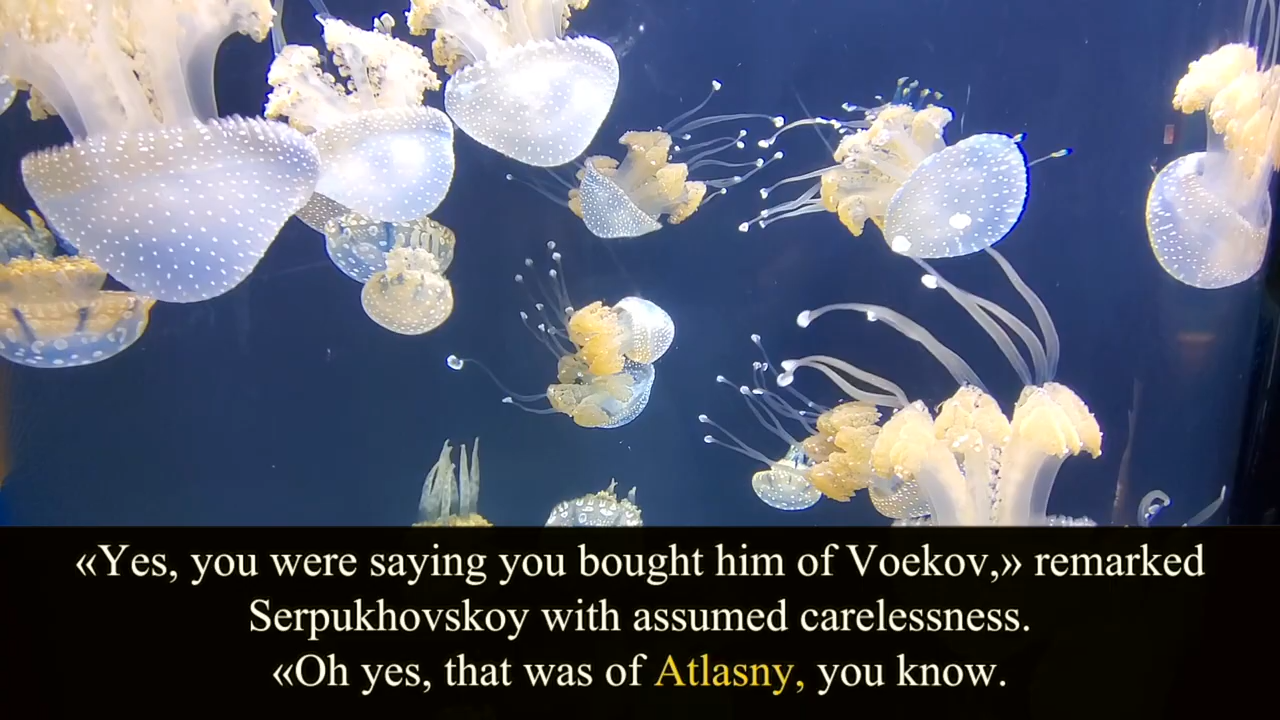 «Yes, you were saying you bought him of Voekov,» remarked
Serpukhovskoy with assumed carelessness.
«Oh yes, that was of Atlasny, you know.